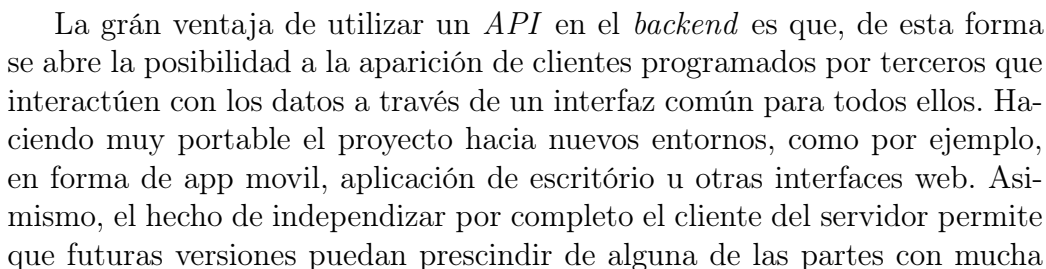 La grán ventaja de utilizar un API en el backend es que, de esta forma
se abre la posibilidad a la aparición de clientes programados por terceros que
interactúen con los datos a través de un interfaz común para todos ellos. Ha-
ciendo muy portable el proyecto hacia nuevos entornos, como por ejemplo,
en forma de app movil, aplicación de escritório u otras interfaces web. Asi-
mismo, el hecho de independizar por completo el cliente del servidor permite
que futuras versiones puedan prescindir de alguna de las partes con mucha